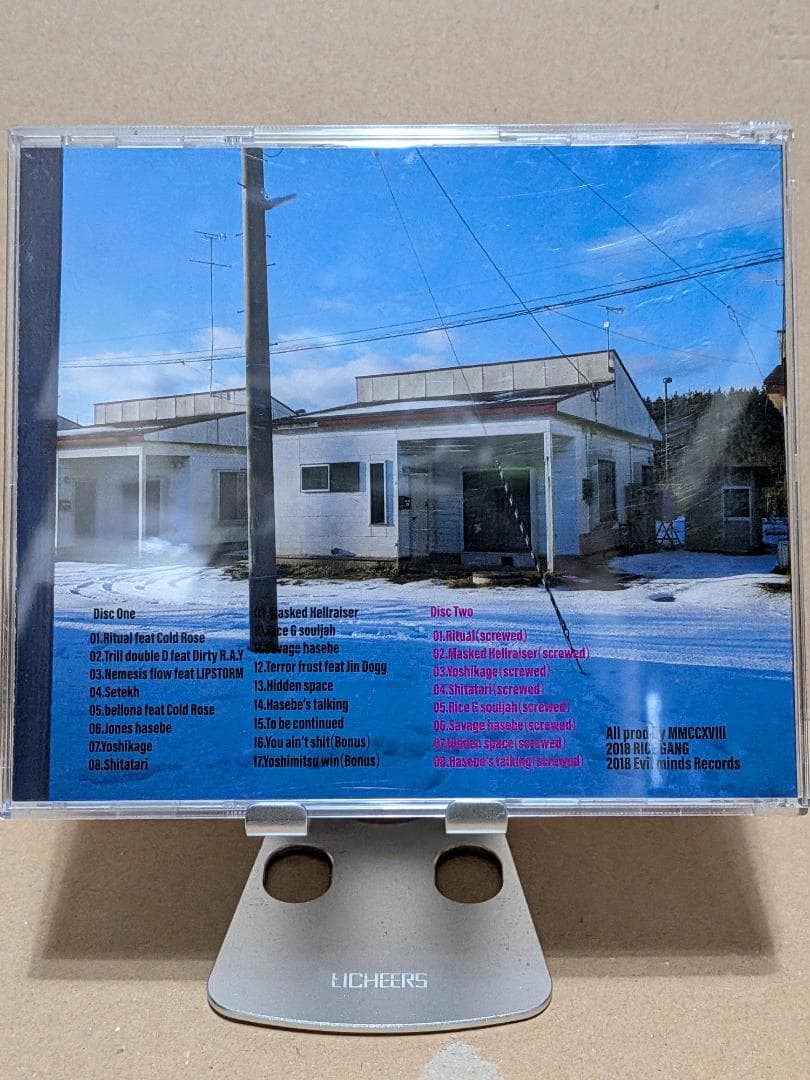 Disc One
01.Ritual feat Cold Rose
02.Trill double D feat Dirty R.A.Y
03.Nemesis flow feat LIPSTORM
04.Setekh
05.bellona feat Cold Rose
06.Jones hasebe
07.Yoshikage
08.Shitatari
09.Masked Hellraiser
10.Rice G souljah
11.Savage hasebe
12.Terror frost feat Jin Dogg
13.Hidden space
14.Hasebe's talking
15.To be continued
16.You ain't shit(Bonus)
17.Yoshimitsu win(Bonus)
Disc Two
01.Ritual(screwed)
02.Masked Hellraiser(screwed)
03.Yoshikage(screwed)
04.Shitatari(screwed)
05.Rice G souljah(screwed)
06.Savage hasebe(screwed)
07.Hidden space(screwed)
08.Hasebe's talking(screwed)
All prod by MMCCXVIII
2018 RICE GANG
2018 Evil minds Records
LICHEERS